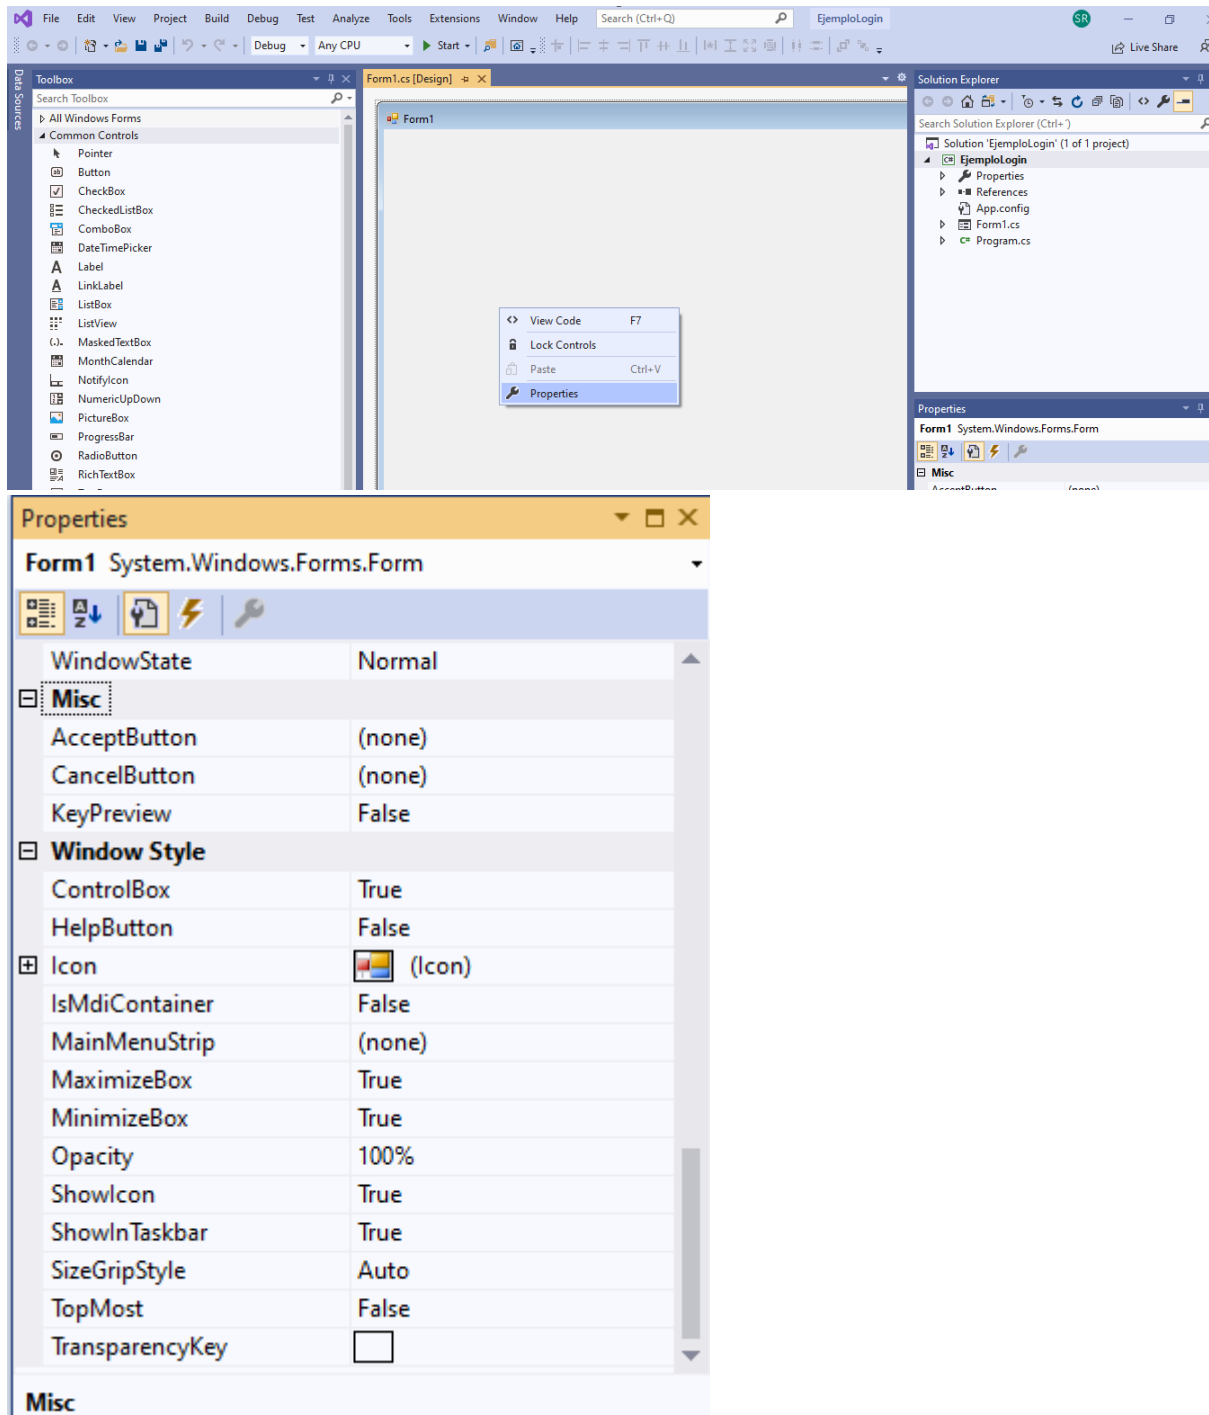 File Edit View Project Build Debug Test Analyze Tools Extensions Window Help Search (Ctrl+Q) EjemploLogin SR
Debug Any CPU Start Live Share
Data Sources
Toolbox
Search Toolbox
All Windows Forms
Common Controls
Pointer
Button
CheckBox
CheckedListBox
ComboBox
DateTimePicker
Label
LinkLabel
ListBox
ListView
MaskedTextBox
MonthCalendar
NotifyIcon
NumericUpDown
PictureBox
ProgressBar
RadioButton
RichTextBox
Form1.cs [Design]
Form1
View Code F7
Lock Controls
Paste Ctrl+V
Properties
Solution Explorer
Search Solution Explorer (Ctrl+´)
Solution 'EjemploLogin' (1 of 1 project)
C# EjemploLogin
Properties
References
App.config
Form1.cs
C# Program.cs
Properties
Form1 System.Windows.Forms.Form
Misc
AcceptButton (none)
Properties
Form1 System.Windows.Forms.Form
WindowState Normal
Misc
AcceptButton (none)
CancelButton (none)
KeyPreview False
Window Style
ControlBox True
HelpButton False
Icon (Icon)
IsMdiContainer False
MainMenuStrip (none)
MaximizeBox True
MinimizeBox True
Opacity 100%
ShowIcon True
ShowInTaskbar True
SizeGripStyle Auto
TopMost False
TransparencyKey
Misc